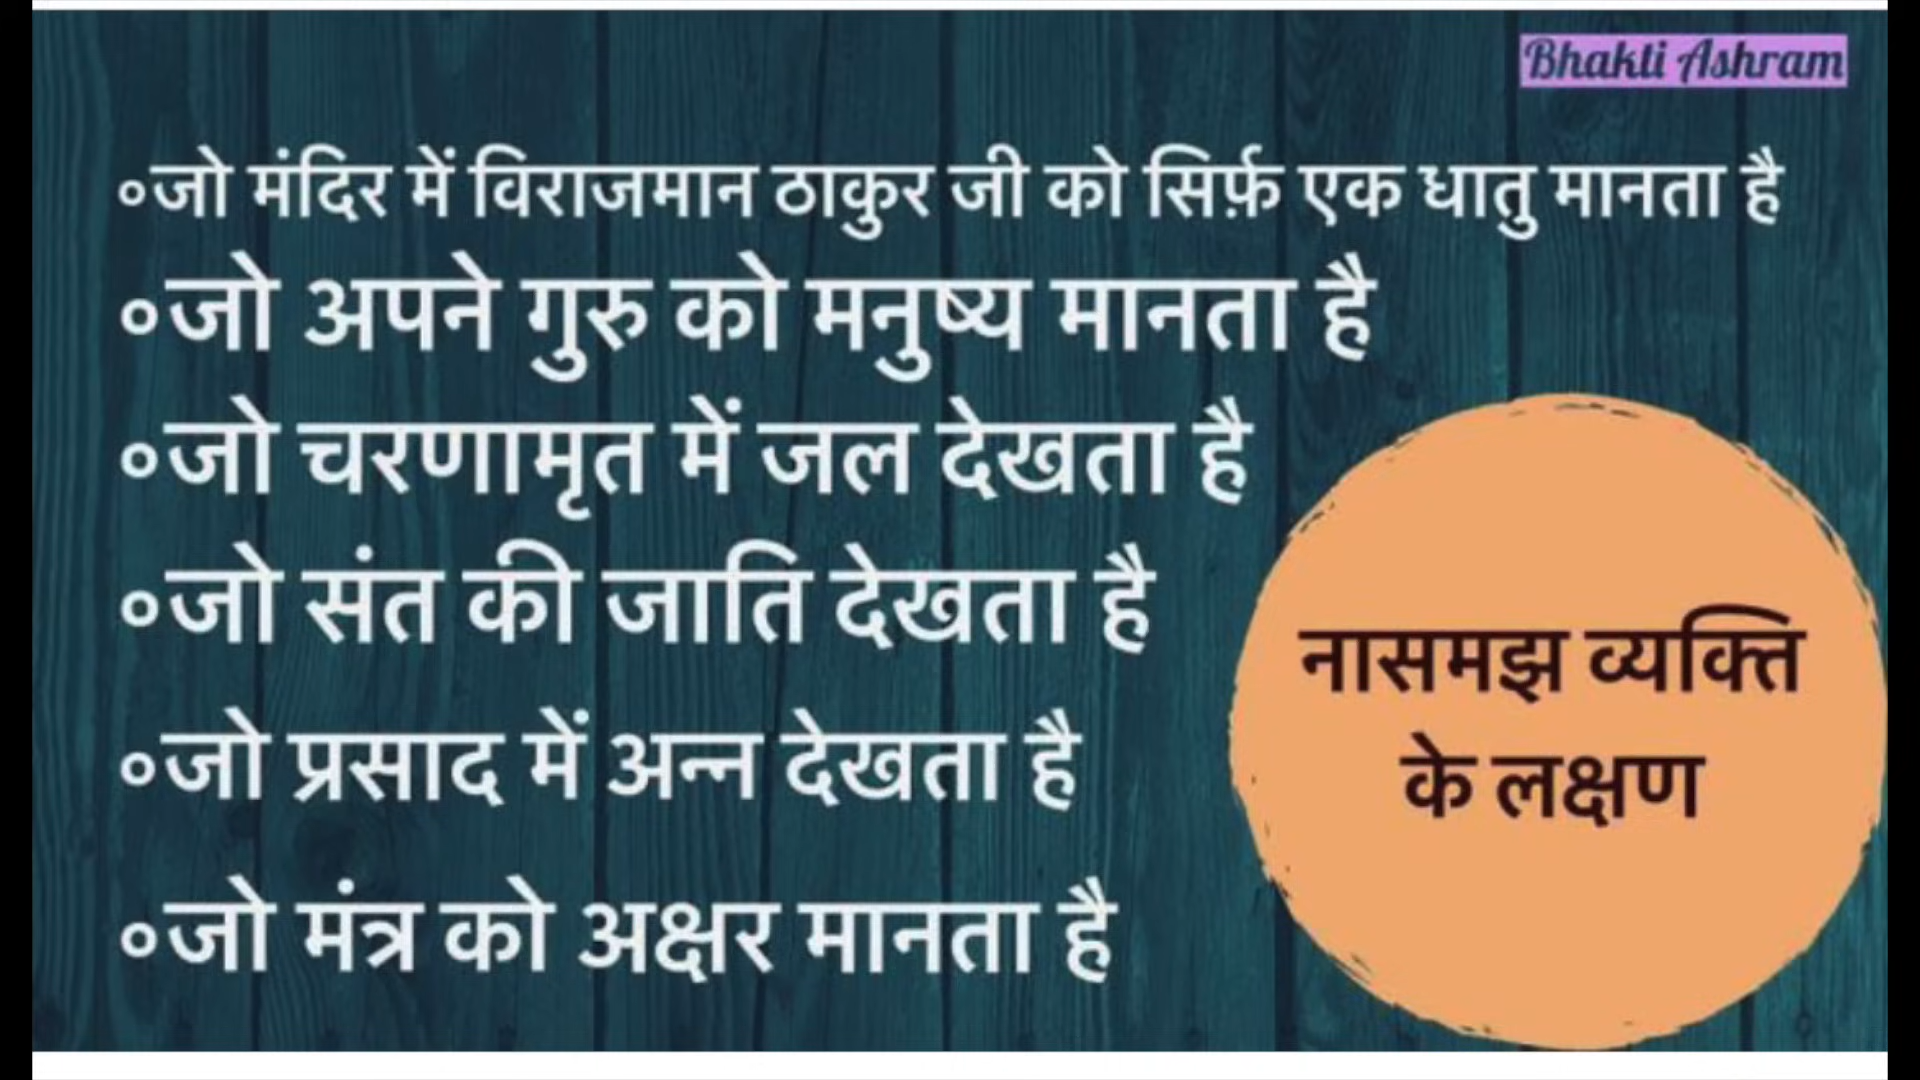 Bhakti Ashram
∘जो मंदिर में विराजमान ठाकुर जी को सिर्फ़ एक धातु मानता है
∘जो अपने गुरु को मनुष्य मानता है
∘जो चरणामृत में जल देखता है
∘जो संत की जाति देखता है
∘जो प्रसाद में अन्न देखता है
∘जो मंत्र को अक्षर मानता है
नासमझ व्यक्ति
के लक्षण